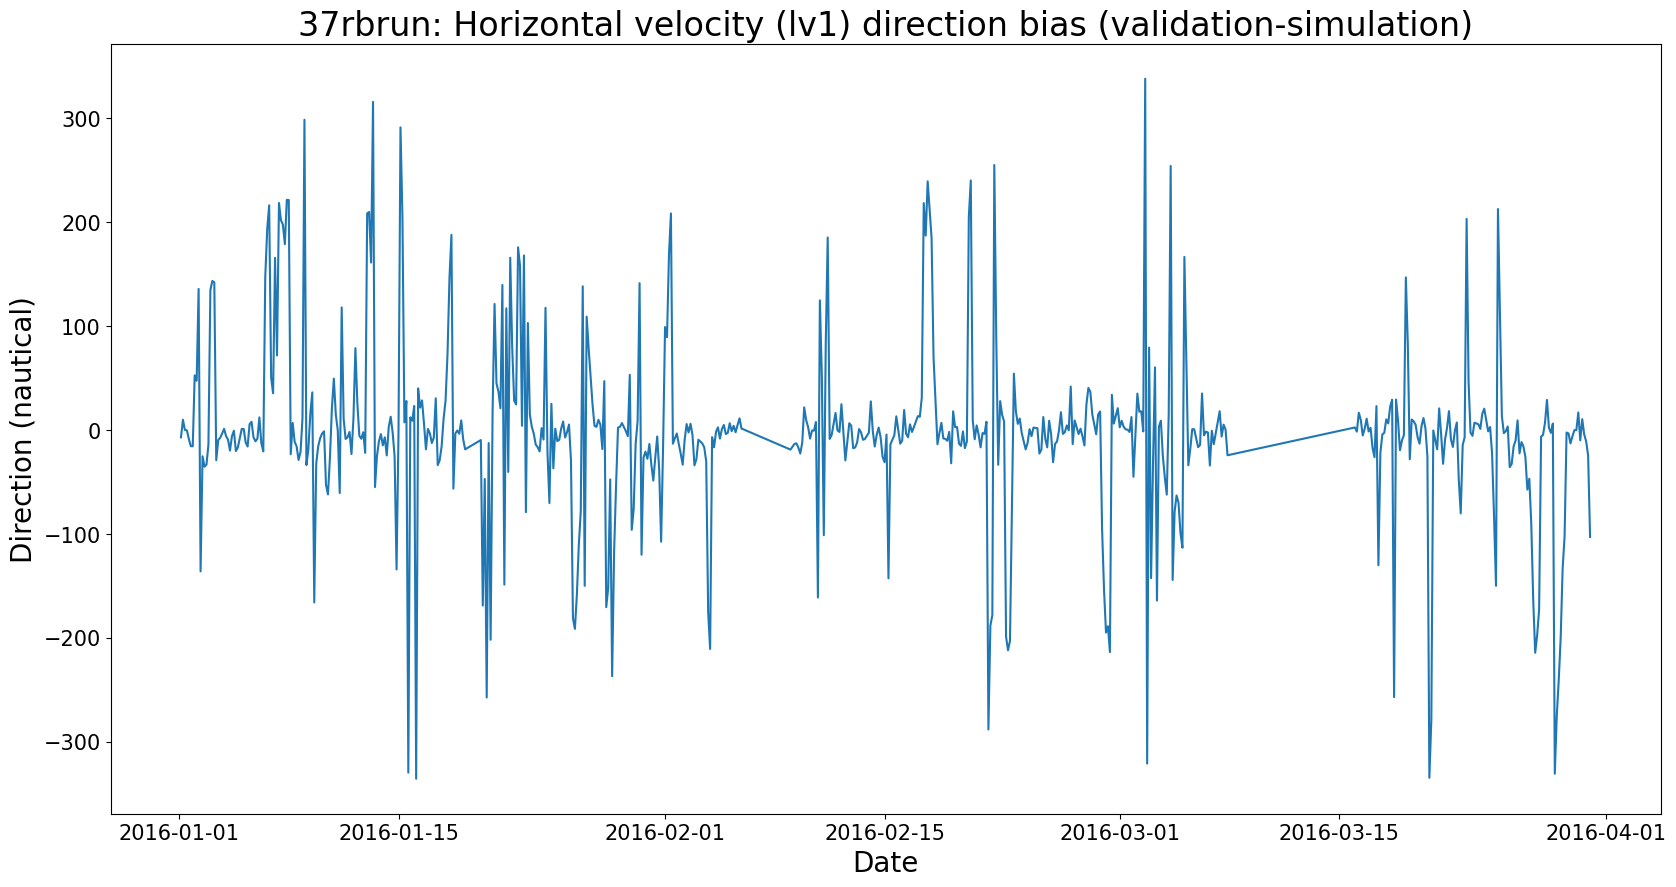 37rbrun: Horizontal velocity (lv1) direction bias (validation-simulation)
Direction (nautical)
300
200
100
0
−100
−200
−300
2016-01-01 2016-01-15 2016-02-01 2016-02-15 2016-03-01 2016-03-15 2016-04-01
Date